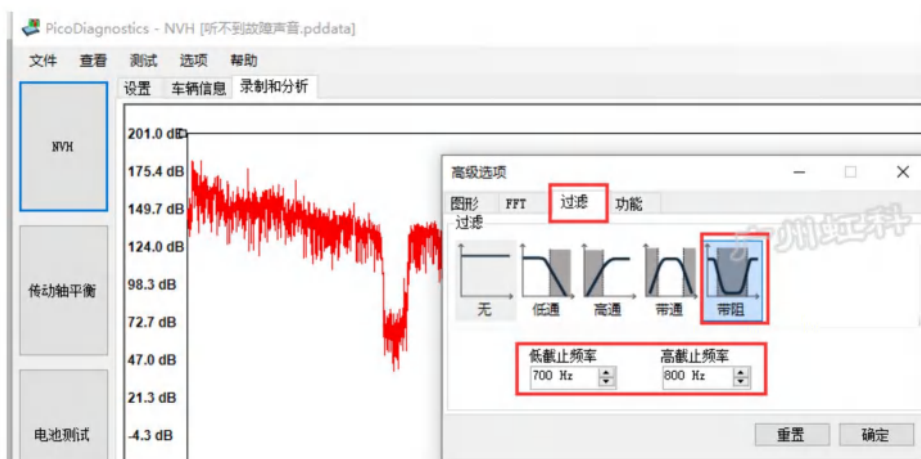 PicoDiagnostics - NVH [听不到故障声音.pddata]
文件 查看 测试 选项 帮助
设置 车辆信息 录制和分析
NVH
传动轴平衡
电池测试
201.0 dB
175.4 dB
149.7 dB
124.0 dB
98.3 dB
72.7 dB
47.0 dB
21.3 dB
-4.3 dB
高级选项
图形 FFT 过滤 功能
过滤
无 低通 高通 带通 带阻
低截止频率 高截止频率
700 Hz 800 Hz
重置 确定
广州虹科